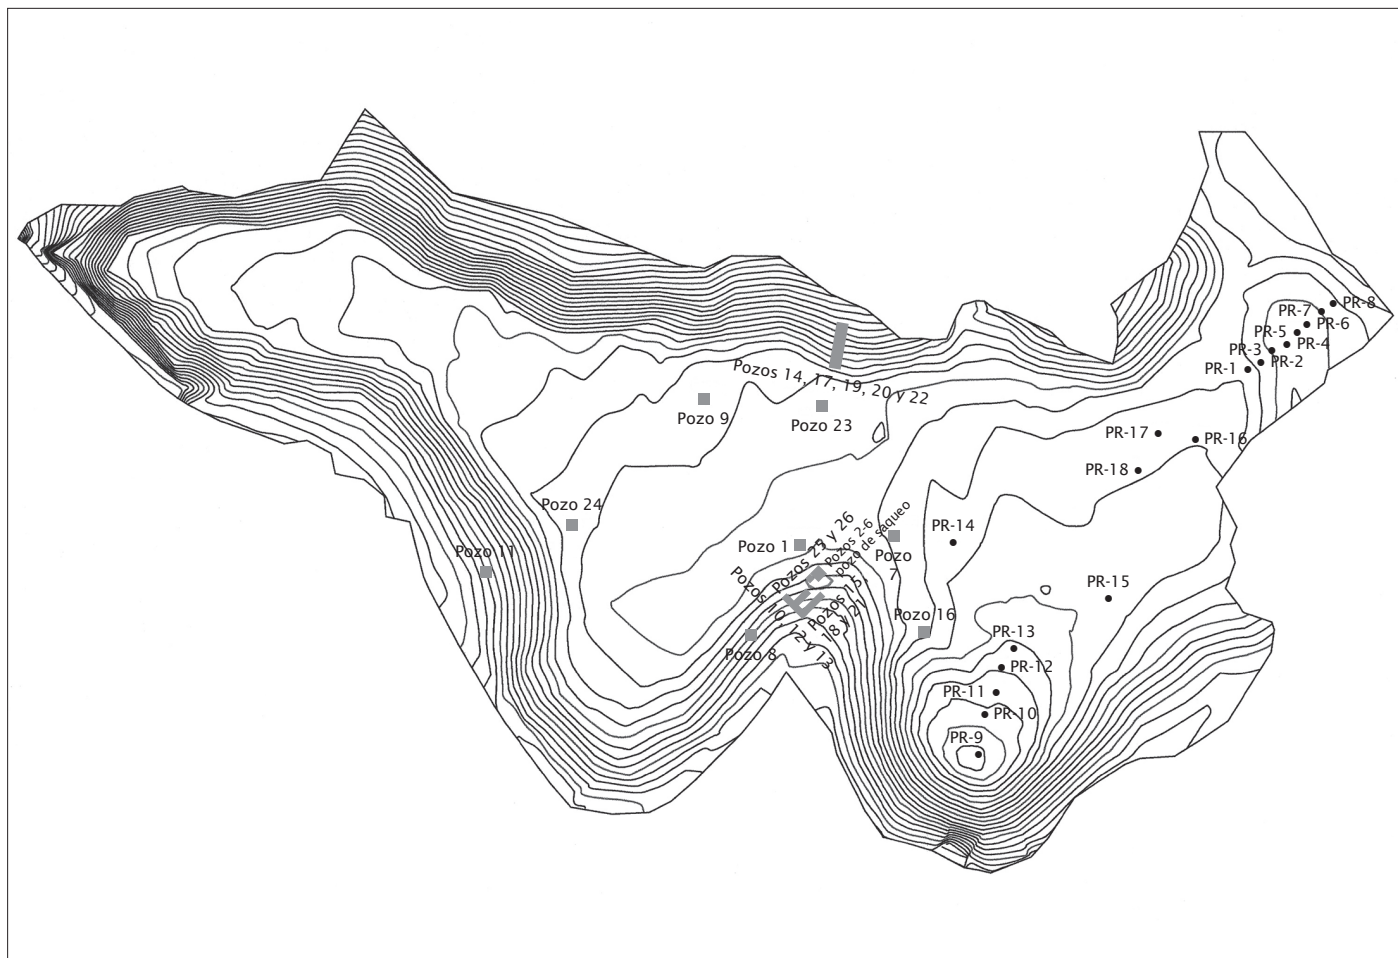 PR-8
PR-7
PR-6
PR-5
PR-4
PR-3
PR-2
PR-1
Pozos 14, 17, 19, 20 y 22
Pozo 9
Pozo 23
PR-17
PR-16
PR-18
Pozo 24
Pozo 11
Pozo 1
Pozos 25 y 26
Pozos 2-6
pozo de saqueo
Pozo
7
PR-14
Pozos 10, 12 y 13
Pozos 15,
18 y 21
Pozo 16
Pozo 8
PR-15
PR-13
PR-12
PR-11
PR-10
PR-9